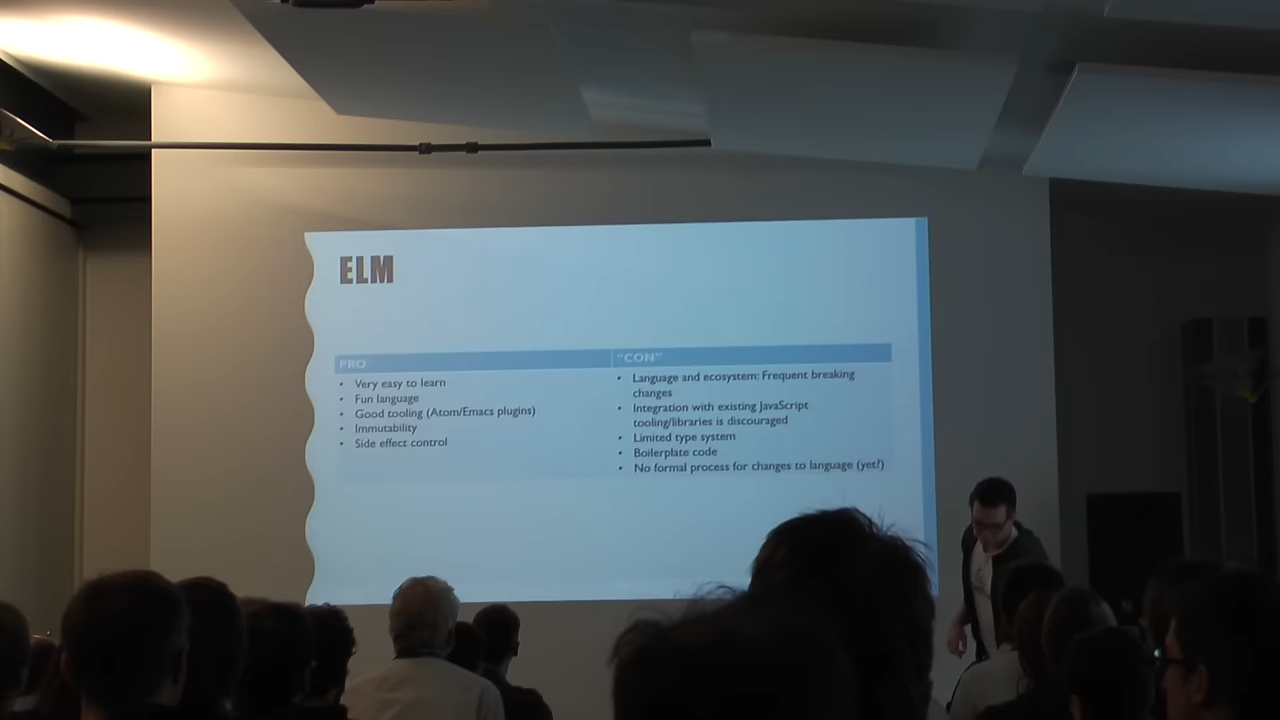 ELM
PRO
• Very easy to learn
• Fun language
• Good tooling (Atom/Emacs plugins)
• Immutability
• Side effect control
"CON"
• Language and ecosystem: Frequent breaking
changes
• Integration with existing JavaScript
tooling/libraries is discouraged
• Limited type system
• Boilerplate code
• No formal process for changes to language (yet?)